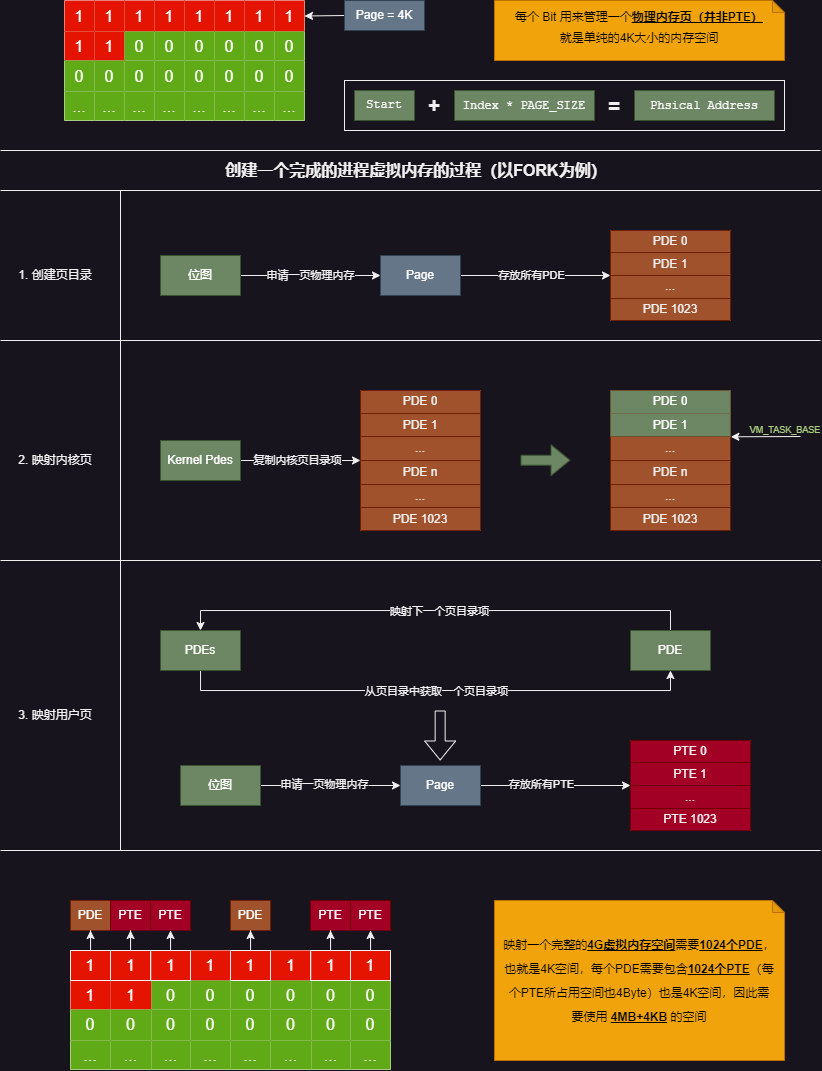 1 1 1 1 1 1 1 1
Page = 4K
1 1 0 0 0 0 0 0
0 0 0 0 0 0 0 0
... ... ... ... ... ... ... ...
每个 Bit 用来管理一个物理内存页（并非PTE）
就是单纯的4K大小的内存空间
Start + Index * PAGE_SIZE = Phsical Address
创建一个完成的进程虚拟内存的过程（以FORK为例）
1. 创建页目录
位图
申请一页物理内存
Page
存放所有PDE
PDE 0
PDE 1
...
PDE 1023
2. 映射内核页
Kernel Pdes
复制内核页目录项
PDE 0
PDE 1
...
PDE n
...
PDE 1023
PDE 0
PDE 1
...
PDE n
...
PDE 1023
VM_TASK_BASE
3. 映射用户页
映射下一个页目录项
PDEs
PDE
从页目录中获取一个页目录项
位图
申请一页物理内存
Page
存放所有PTE
PTE 0
PTE 1
...
PTE 1023
PDE PTE PTE PDE PTE PTE
1 1 1 1 1 1 1 1
1 1 0 0 0 0 0 0
0 0 0 0 0 0 0 0
... ... ... ... ... ... ... ...
映射一个完整的4G虚拟内存空间需要1024个PDE，
也就是4K空间，每个PDE需要包含1024个PTE（每
个PTE所占用空间也4Byte）也是4K空间，因此需
要使用 4MB+4KB 的空间